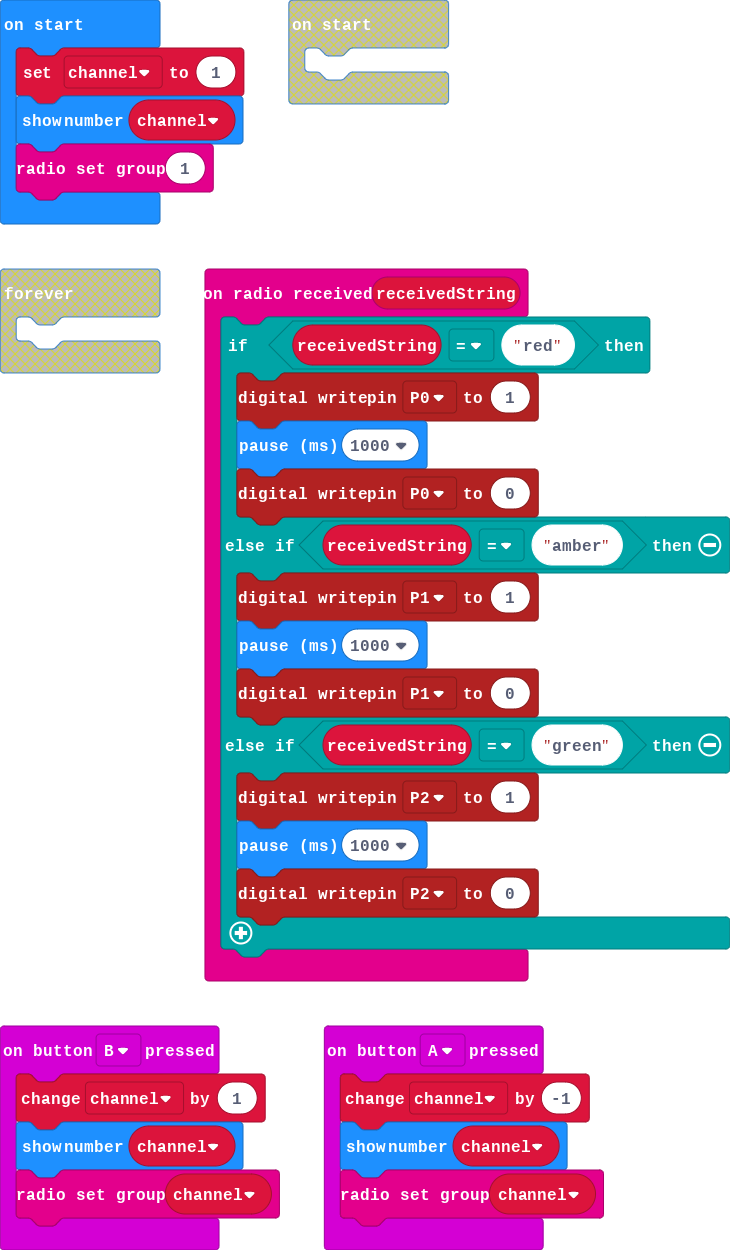 on start
set channel to 1
show number channel
radio set group 1
on start
forever
on radio received receivedString
if receivedString = "red" then
digital write pin P0 to 1
pause (ms) 1000
digital write pin P0 to 0
else if receivedString = "amber" then
digital write pin P1 to 1
pause (ms) 1000
digital write pin P1 to 0
else if receivedString = "green" then
digital write pin P2 to 1
pause (ms) 1000
digital write pin P2 to 0
on button B pressed
change channel by 1
show number channel
radio set group channel
on button A pressed
change channel by -1
show number channel
radio set group channel